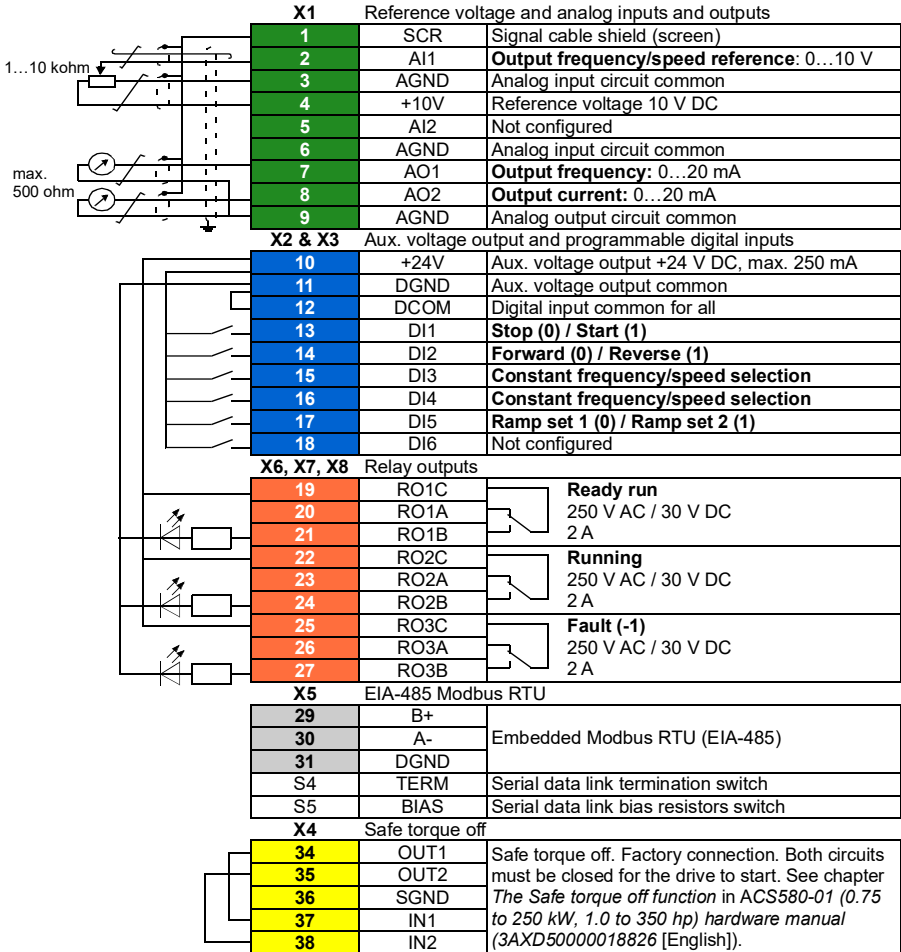 X1 Reference voltage and analog inputs and outputs
1 SCR Signal cable shield (screen)
1…10 kohm
2 AI1 Output frequency/speed reference: 0…10 V
3 AGND Analog input circuit common
4 +10V Reference voltage 10 V DC
5 AI2 Not configured
6 AGND Analog input circuit common
max.
500 ohm
7 AO1 Output frequency: 0…20 mA
8 AO2 Output current: 0…20 mA
9 AGND Analog output circuit common
X2 & X3 Aux. voltage output and programmable digital inputs
10 +24V Aux. voltage output +24 V DC, max. 250 mA
11 DGND Aux. voltage output common
12 DCOM Digital input common for all
13 DI1 Stop (0) / Start (1)
14 DI2 Forward (0) / Reverse (1)
15 DI3 Constant frequency/speed selection
16 DI4 Constant frequency/speed selection
17 DI5 Ramp set 1 (0) / Ramp set 2 (1)
18 DI6 Not configured
X6, X7, X8 Relay outputs
19 RO1C Ready run
20 RO1A 250 V AC / 30 V DC
21 RO1B 2 A
22 RO2C Running
23 RO2A 250 V AC / 30 V DC
24 RO2B 2 A
25 RO3C Fault (-1)
26 RO3A 250 V AC / 30 V DC
27 RO3B 2 A
X5 EIA-485 Modbus RTU
29 B+
30 A- Embedded Modbus RTU (EIA-485)
31 DGND
S4 TERM Serial data link termination switch
S5 BIAS Serial data link bias resistors switch
X4 Safe torque off
34 OUT1 Safe torque off. Factory connection. Both circuits
35 OUT2 must be closed for the drive to start. See chapter
36 SGND The Safe torque off function in ACS580-01 (0.75
37 IN1 to 250 kW, 1.0 to 350 hp) hardware manual
38 IN2 (3AXD50000018826 [English]).